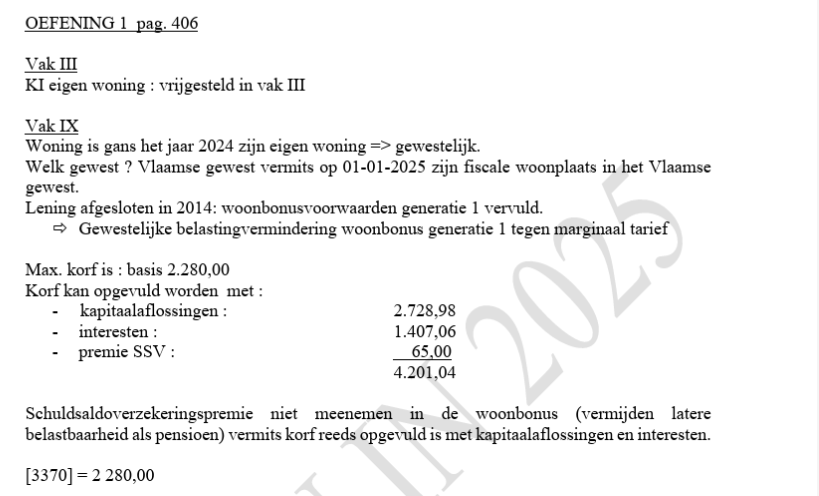 OEFENING 1 pag. 406
Vak III
KI eigen woning : vrijgesteld in vak III
Vak IX
Woning is gans het jaar 2024 zijn eigen woning => gewestelijk.
Welk gewest ? Vlaamse gewest vermits op 01-01-2025 zijn fiscale woonplaats in het Vlaamse
gewest.
Lening afgesloten in 2014: woonbonusvoorwaarden generatie 1 vervuld.
⇨ Gewestelijke belastingvermindering woonbonus generatie 1 tegen marginaal tarief
Max. korf is : basis 2.280,00
Korf kan opgevuld worden met :
- kapitaalaflossingen : 2.728,98
- interesten : 1.407,06
- premie SSV : 65,00
4.201,04
Schuldsaldoverzekeringspremie niet meenemen in de woonbonus (vermijden latere
belastbaarheid als pensioen) vermits korf reeds opgevuld is met kapitaalaflossingen en interesten.
[3370] = 2 280,00
IN 2025